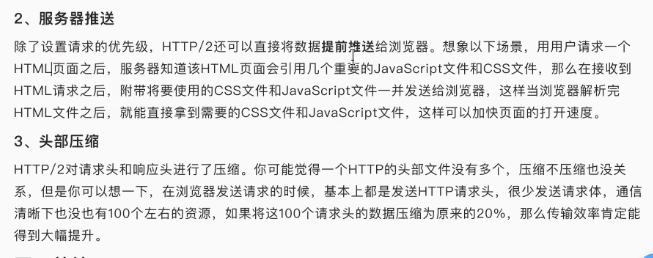 2、服务器推送
除了设置请求的优先级，HTTP/2还可以直接将数据提前推送给浏览器。想象以下场景，用用户请求一个
HTML页面之后，服务器知道该HTML页面会引用几个重要的JavaScript文件和CSS文件，那么在接收到
HTML请求之后，附带将要使用的CSS文件和JavaScript文件一并发送给浏览器，这样当浏览器解析完
HTML文件之后，就能直接拿到需要的CSS文件和JavaScript文件，这样可以加快页面的打开速度。
3、头部压缩
HTTP/2对请求头和响应头进行了压缩。你可能觉得一个HTTP的头部文件没有多个，压缩不压缩也没关
系，但是你可以想一下，在浏览器发送请求的时候，基本上都是发送HTTP请求头，很少发送请求体，通信
清晰下也没也有100个左右的资源，如果将这100个请求头的数据压缩为原来的20%，那么传输效率肯定能
得到大幅提升。